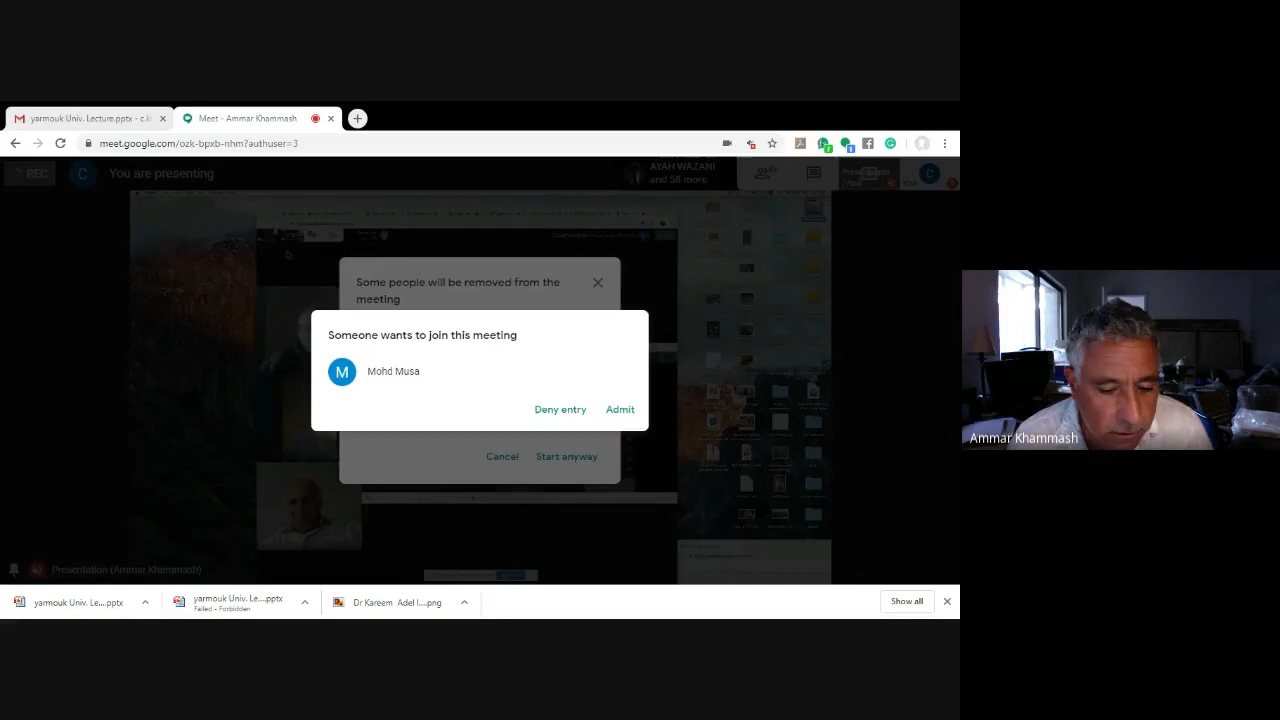 yarmouk Univ. Lecture.pptx - c.k
Meet - Ammar Khammash
meet.google.com/ozk-bpxb-nhm?authuser=3
REC
C
You are presenting
AYAH WAZANI
and 58 more
Presentation
(You)
You
C
Some people will be removed from the
meeting
Someone wants to join this meeting
M
Mohd Musa
Deny entry
Admit
Cancel
Start anyway
Ammar Khammash
Presentation (Ammar Khammash)
yarmouk Univ. Le....pptx
yarmouk Univ. Le....pptx
Failed - Forbidden
Dr Kareem Adel I....png
Show all